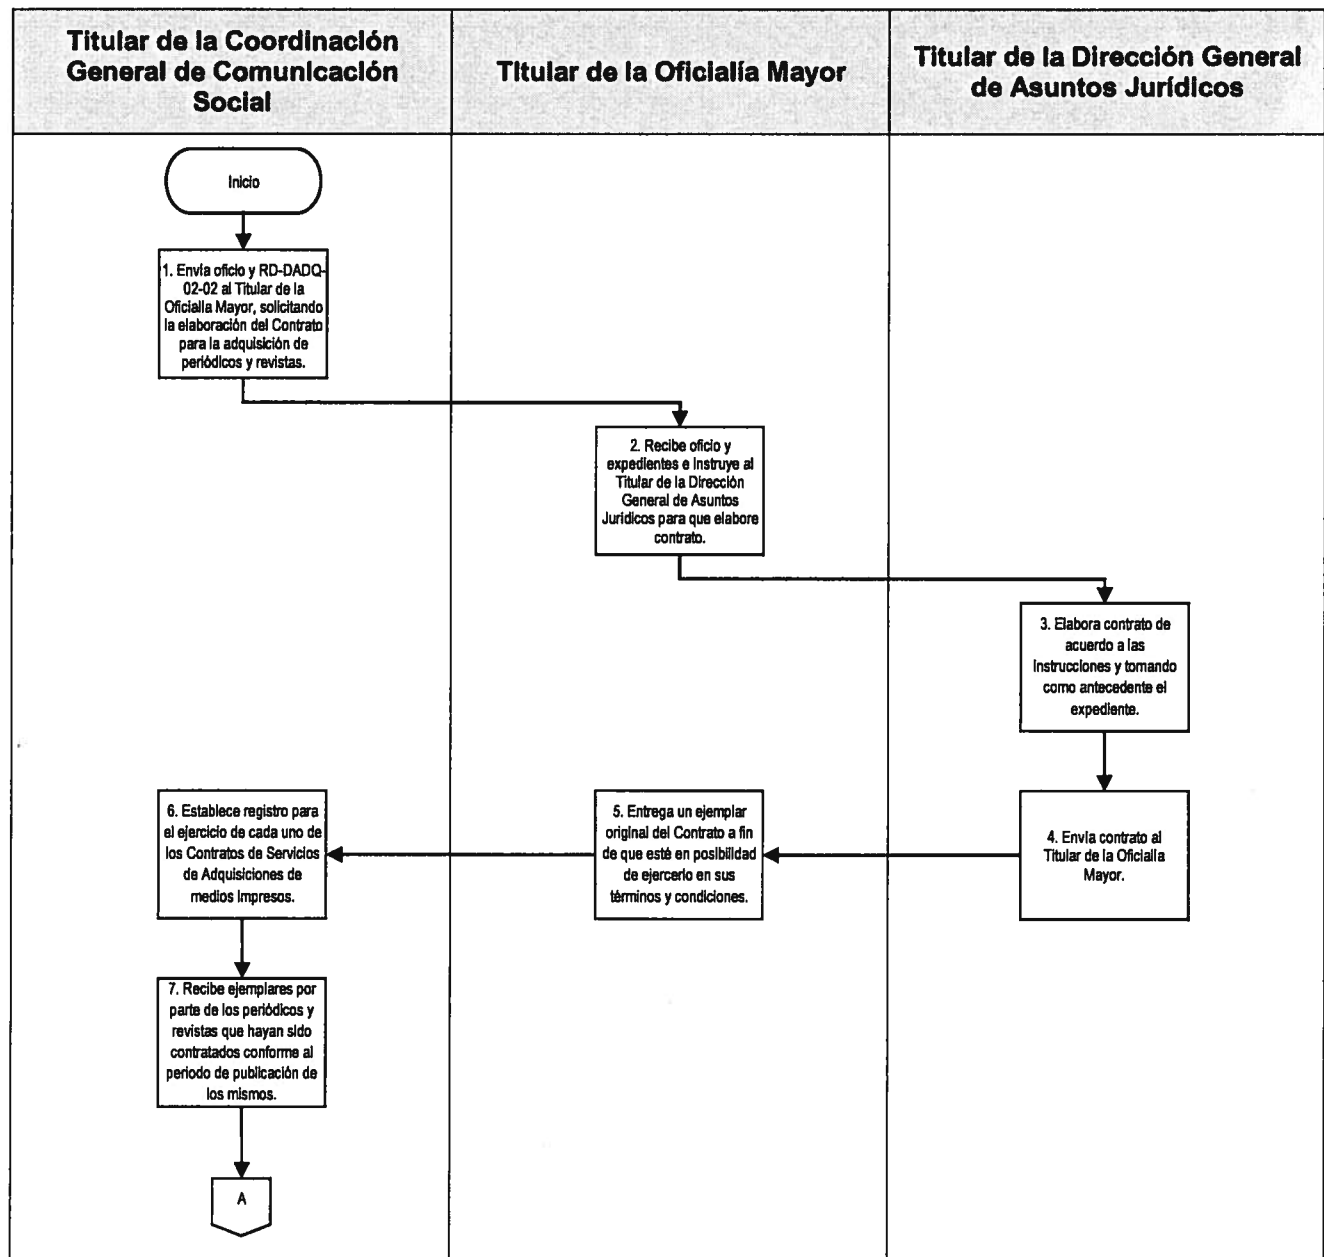 Titular de la Coordinación
General de Comunicación
Social
Titular de la Oficialía Mayor
Titular de la Dirección General
de Asuntos Jurídicos
Inicio
1. Envía oficio y RD-DADQ-
02-02 al Titular de la
Oficialía Mayor, solicitando
la elaboración del Contrato
para la adquisición de
periódicos y revistas.
2. Recibe oficio y
expedientes e instruye al
Titular de la Dirección
General de Asuntos
Jurídicos para que elabore
contrato.
3. Elabora contrato de
acuerdo a las
instrucciones y tomando
como antecedente el
expediente.
4. Envía contrato al
Titular de la Oficialía
Mayor.
5. Entrega un ejemplar
original del Contrato a fin
de que esté en posibilidad
de ejercerlo en sus
términos y condiciones.
6. Establece registro para
el ejercicio de cada uno de
los Contratos de Servicios
de Adquisiciones de
medios impresos.
7. Recibe ejemplares por
parte de los periódicos y
revistas que hayan sido
contratados conforme al
periodo de publicación de
los mismos.
A